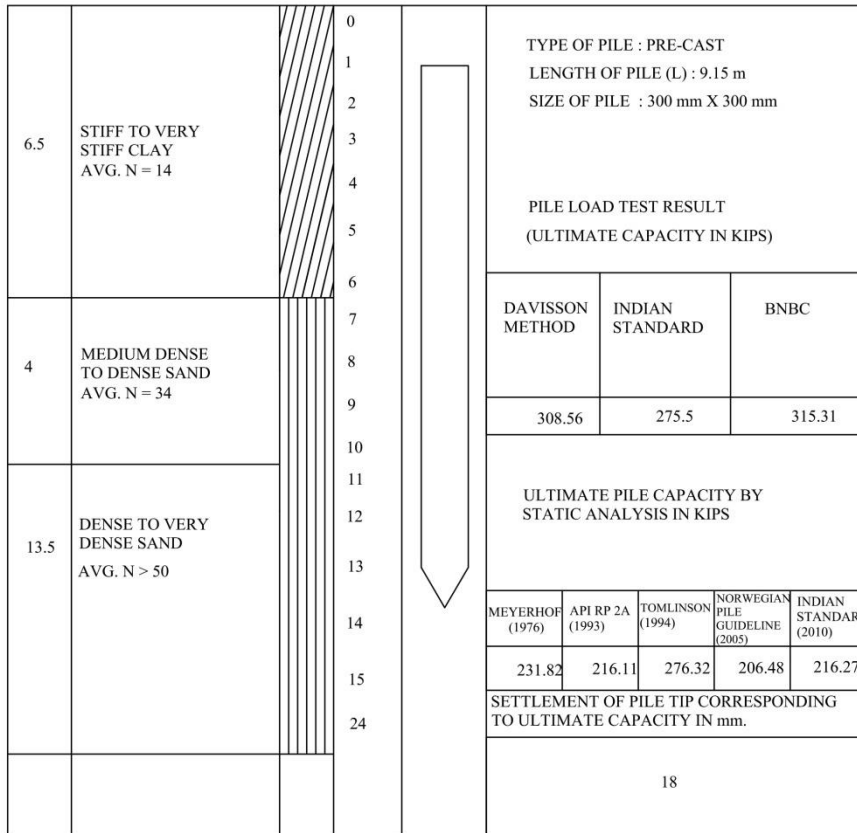 6.5
STIFF TO VERY
STIFF CLAY
AVG. N = 14
4
MEDIUM DENSE
TO DENSE SAND
AVG. N = 34
13.5
DENSE TO VERY
DENSE SAND
AVG. N > 50
0
1
2
3
4
5
6
7
8
9
10
11
12
13
14
15
24
TYPE OF PILE : PRE-CAST
LENGTH OF PILE (L) : 9.15 m
SIZE OF PILE : 300 mm X 300 mm
PILE LOAD TEST RESULT
(ULTIMATE CAPACITY IN KIPS)
DAVISSON
METHOD
INDIAN
STANDARD
BNBC
308.56
275.5
315.31
ULTIMATE PILE CAPACITY BY
STATIC ANALYSIS IN KIPS
MEYERHOF
(1976)
API RP 2A
(1993)
TOMLINSON
(1994)
NORWEGIAN
PILE
GUIDELINE
(2005)
INDIAN
STANDAR
(2010)
231.82
216.11
276.32
206.48
216.27
SETTLEMENT OF PILE TIP CORRESPONDING
TO ULTIMATE CAPACITY IN mm.
18